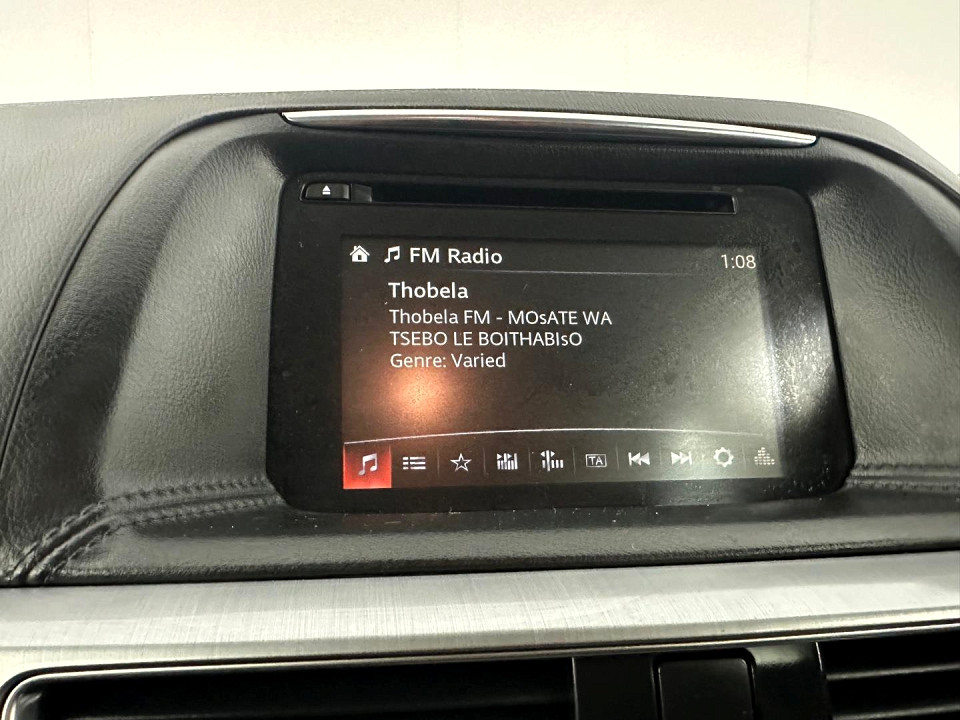 FM Radio
1:08
Thobela
Thobela FM - MOsATE WA
TSEBO LE BOITHABIsO
Genre: Varied
TA